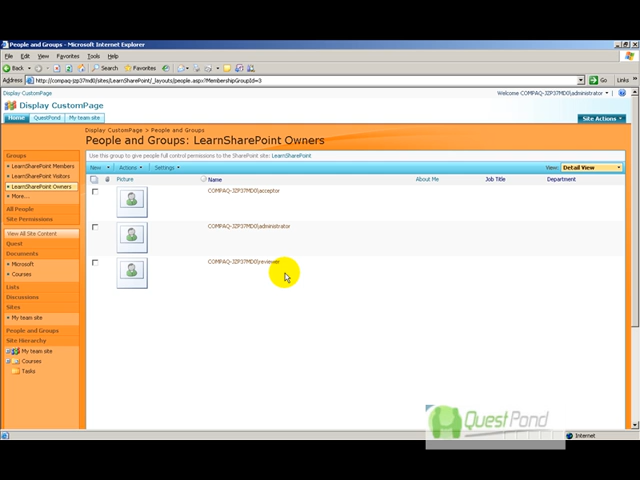 People and Groups - Microsoft Internet Explorer
File Edit View Favorites Tools Help
Back Search Favorites
Address http://compaq-jzp37md0/sites/LearnSharePoint/_layouts/people.aspx?MembershipGroupId=3 Go Links
Display CustomPage Welcome COMPAQ-JZP37MD0\administrator
Display CustomPage
Home QuestPond My team site Site Actions
Display CustomPage > People and Groups
People and Groups: LearnSharePoint Owners
Use this group to give people full control permissions to the SharePoint site: LearnSharePoint
New Actions Settings View: Detail View
Picture Name About Me Job Title Department
COMPAQ-JZP37MD0\acceptor
COMPAQ-JZP37MD0\administrator
COMPAQ-JZP37MD0\reviewer
Groups
LearnSharePoint Members
LearnSharePoint Visitors
LearnSharePoint Owners
More...
All People
Site Permissions
View All Site Content
Quest
Documents
Microsoft
Courses
Lists
Discussions
Sites
My team site
People and Groups
Site Hierarchy
My team site
Courses
Tasks
QuestPond
Internet